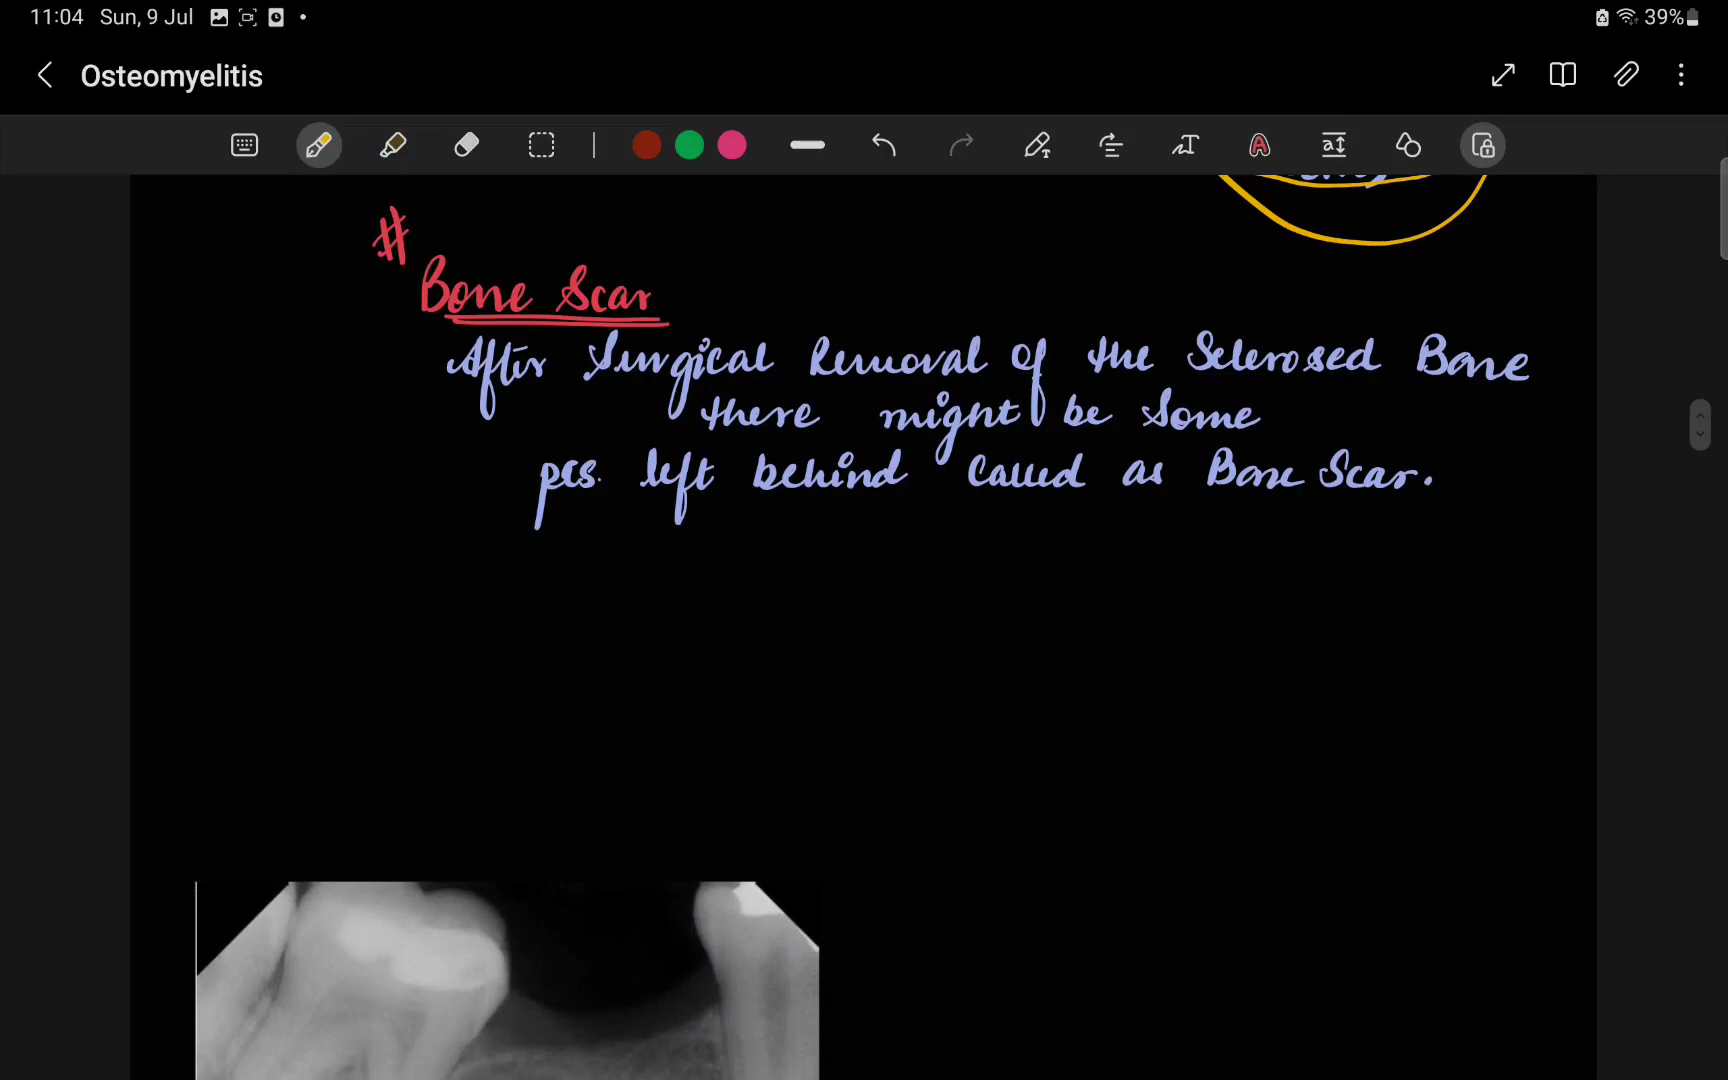 11:04 Sun, 9 Jul 39%
Osteomyelitis
#
Bone Scar
After Surgical Removal of the Sclerosed Bone
there might be some
pcs. left behind called as Bone Scar.